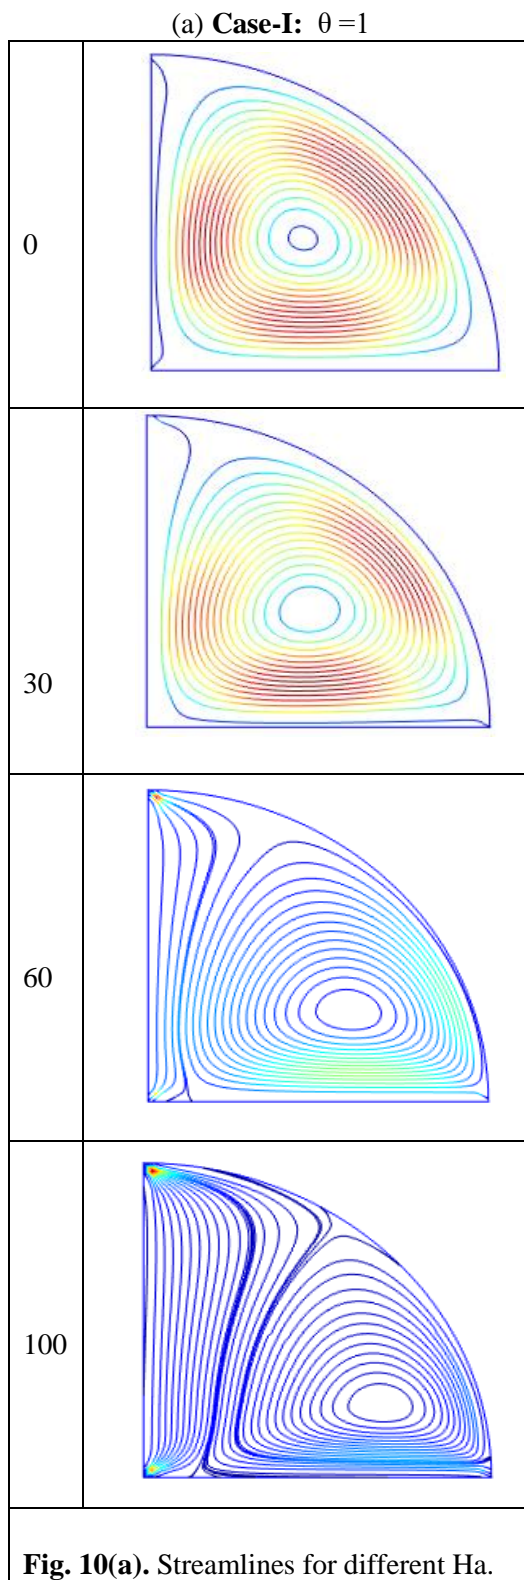 (a) Case-I: θ =1
0
30
60
100
Fig. 10(a). Streamlines for different Ha.